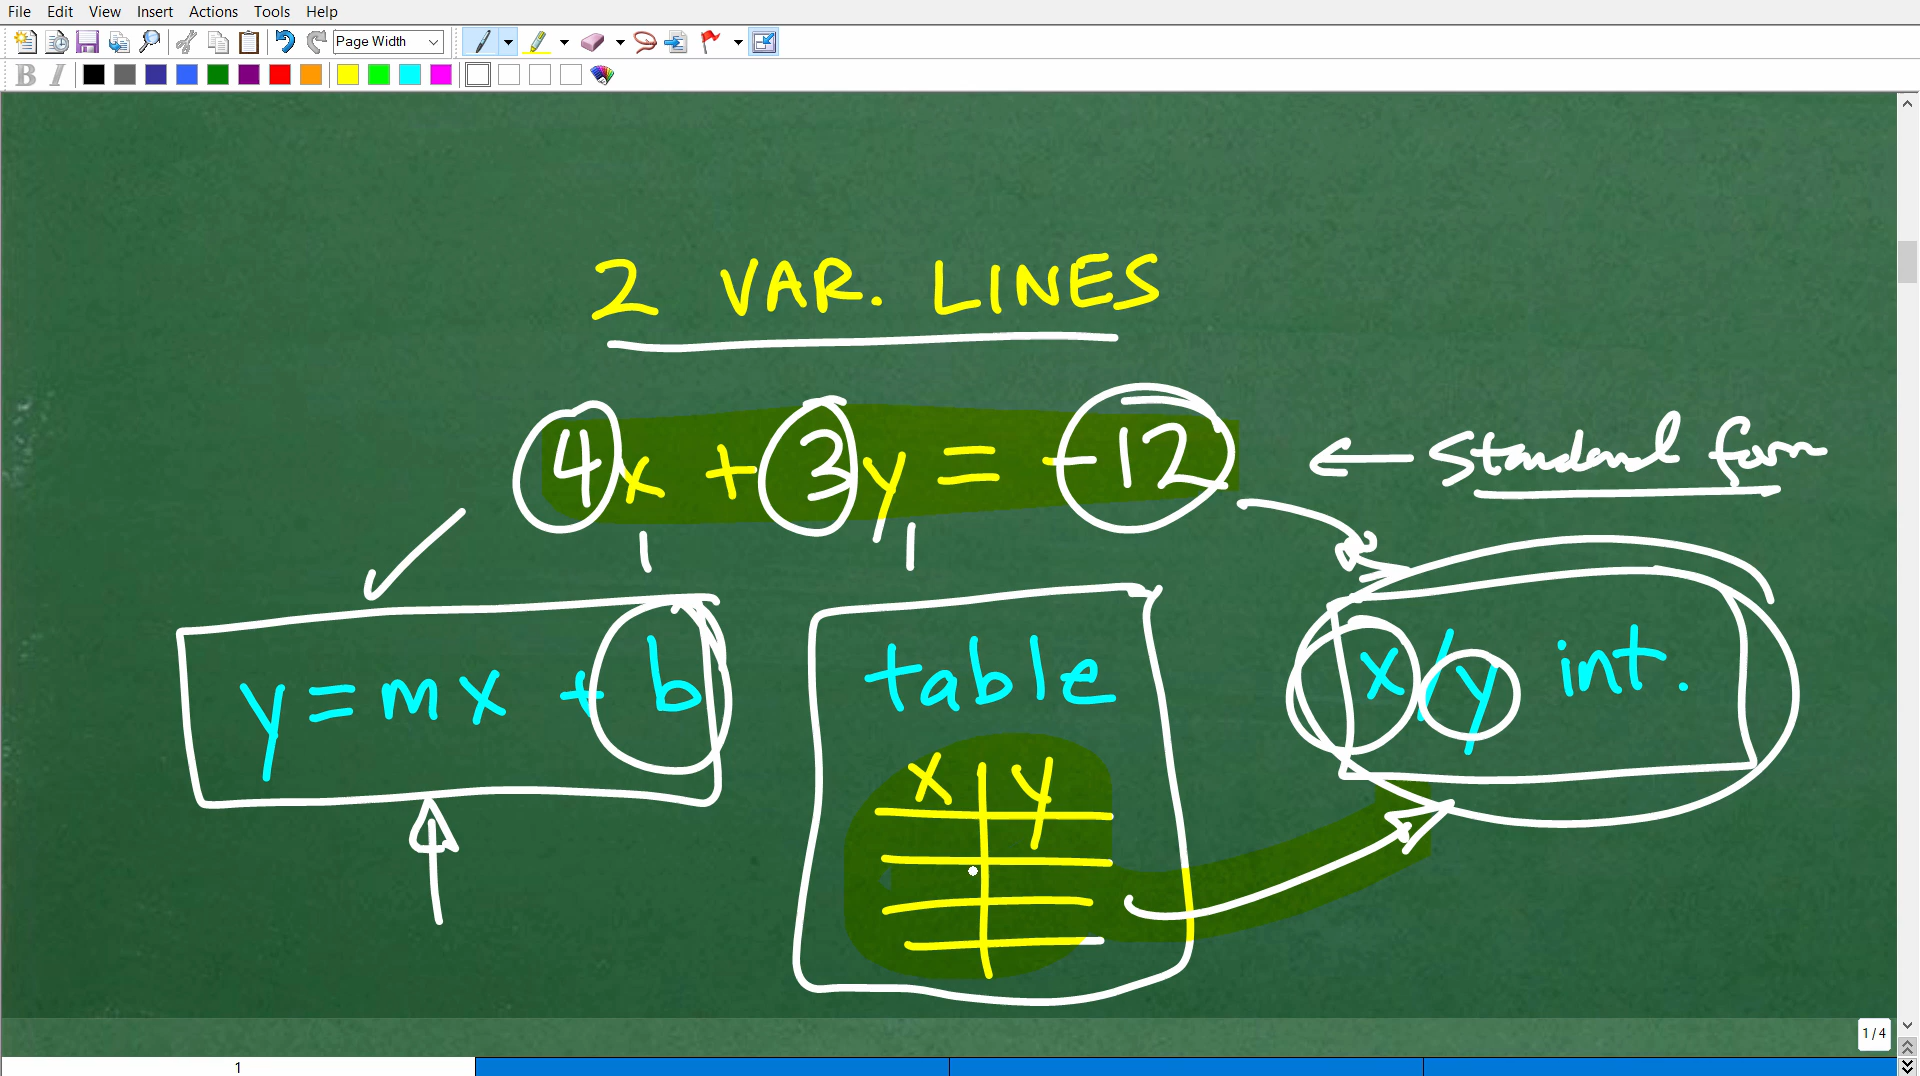 File Edit View Insert Actions Tools Help
Page Width
B I
2 VAR. LINES
4x + 3y = -12
Standard form
y = mx + b
table
x y
x/y int.
1 / 4
1